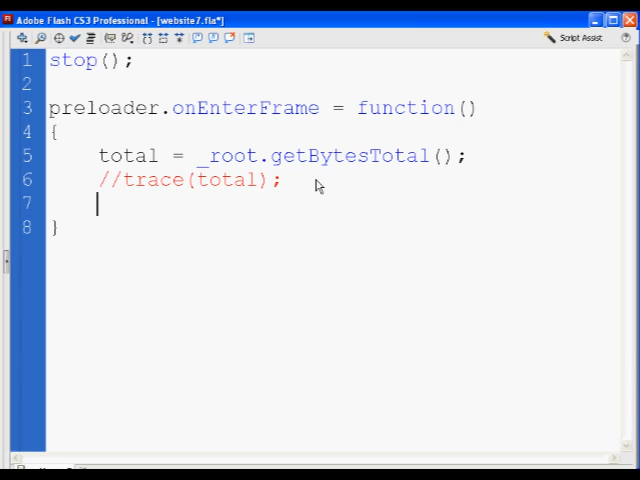 Adobe Flash CS3 Professional - [website7.fla*]
Script Assist
1 stop();
2
3 preloader.onEnterFrame = function()
4 {
5 total = _root.getBytesTotal();
6 //trace(total);
7
8 }